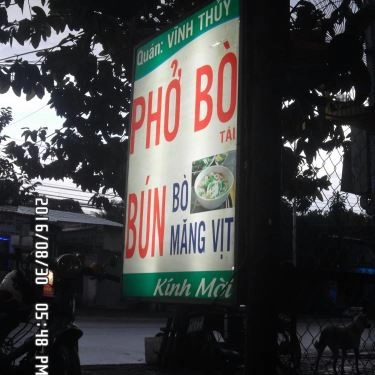 Quán: VĨNH THỦY
PHỞ BÒ
TÁI
BÚN BÒ
MĂNG VỊT
Kính Mời
2016/08/30 05:48 PM